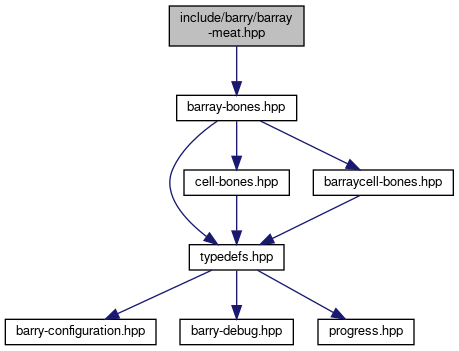 include/barry/barray
-meat.hpp
barray-bones.hpp
cell-bones.hpp
barraycell-bones.hpp
typedefs.hpp
barry-configuration.hpp
barry-debug.hpp
progress.hpp